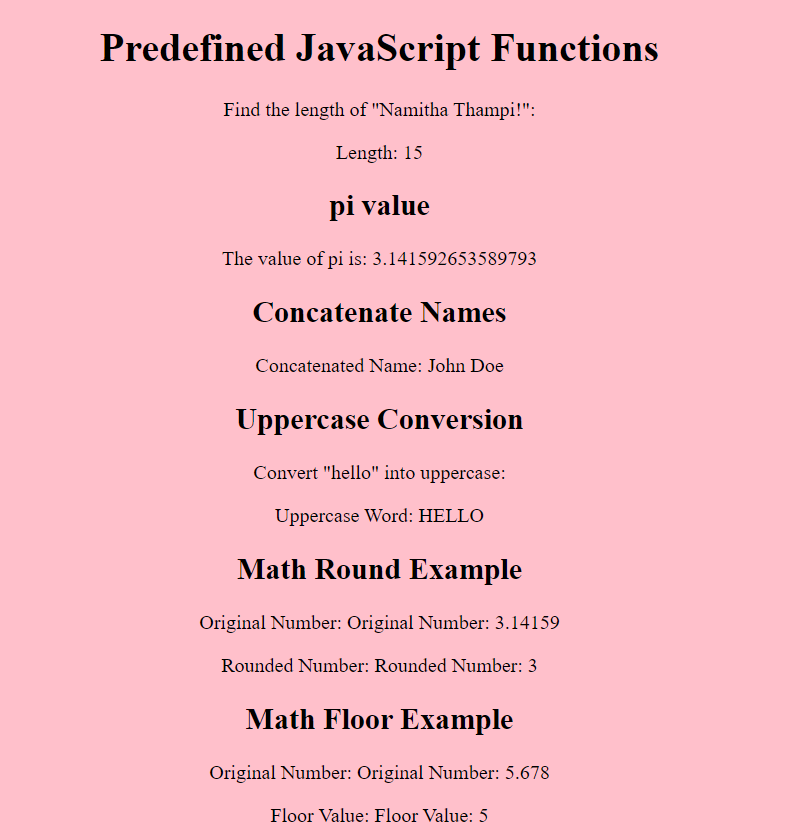 Predefined JavaScript Functions
Find the length of "Namitha Thampi!":
Length: 15
pi value
The value of pi is: 3.141592653589793
Concatenate Names
Concatenated Name: John Doe
Uppercase Conversion
Convert "hello" into uppercase:
Uppercase Word: HELLO
Math Round Example
Original Number: Original Number: 3.14159
Rounded Number: Rounded Number: 3
Math Floor Example
Original Number: Original Number: 5.678
Floor Value: Floor Value: 5